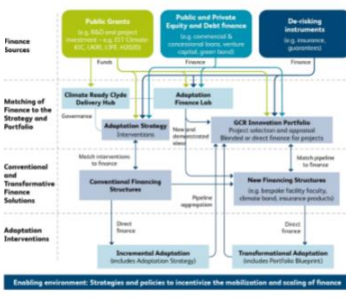 Finance
Sources
Public Grants
(e.g. R&D and project
investment - e.g. EIT Climate
KIC, UKRI, LIFE, H2020)
Public and Private
Equity and Debt finance
(e.g. commercial &
concessional loans, venture
capital, green bond)
De-risking
instruments
(e.g. insurance,
guarantees)
Funds
Finance
Finance
Matching of
Finance to the
Strategy and
Portfolio
Climate Ready Clyde
Delivery Hub
Adaptation
Finance Lab
Governance
Adaptation Strategy
Interventions
New and
demonstrated
ideas
GCR Innovation Portfolio
Project selection and appraisal
Blended or direct finance for projects
Match interventions
to finance
Match pipeline
to finance
Conventional
and
Transformative
Finance
Solutions
Conventional Financing
Structures
New Financing Structures
(e.g. bespoke facility faculty,
climate bond, insurance products)
Pipeline
aggregation
Direct
finance
Direct
finance
Adaptation
Interventions
Incremental Adaptation
(includes Adaptation Strategy)
Transformational Adaptation
(includes Portfolio Blueprint)
Enabling environment: Strategies and policies to incentivize the mobilization and scaling of finance